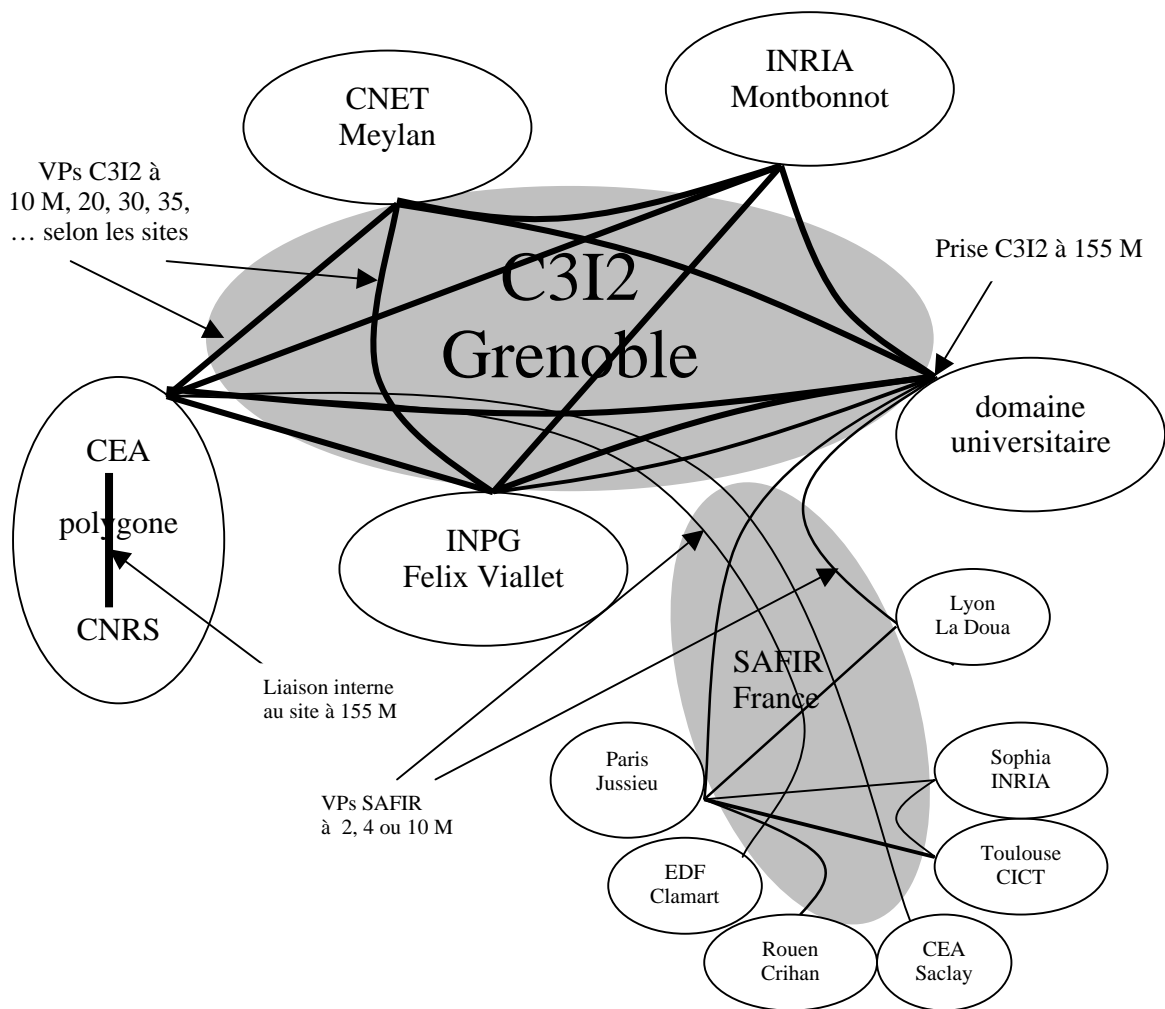 INRIA
Montbonnot
CNET
Meylan
VPs C3I2 à
10 M, 20, 30, 35,
… selon les sites
Prise C3I2 à 155 M
C3I2
Grenoble
domaine
universitaire
CEA
polygone
CNRS
INPG
Felix Viallet
Lyon
La Doua
SAFIR
France
Liaison interne
au site à 155 M
Paris
Jussieu
Sophia
INRIA
VPs SAFIR
à 2, 4 ou 10 M
Toulouse
CICT
EDF
Clamart
Rouen
Crihan
CEA
Saclay